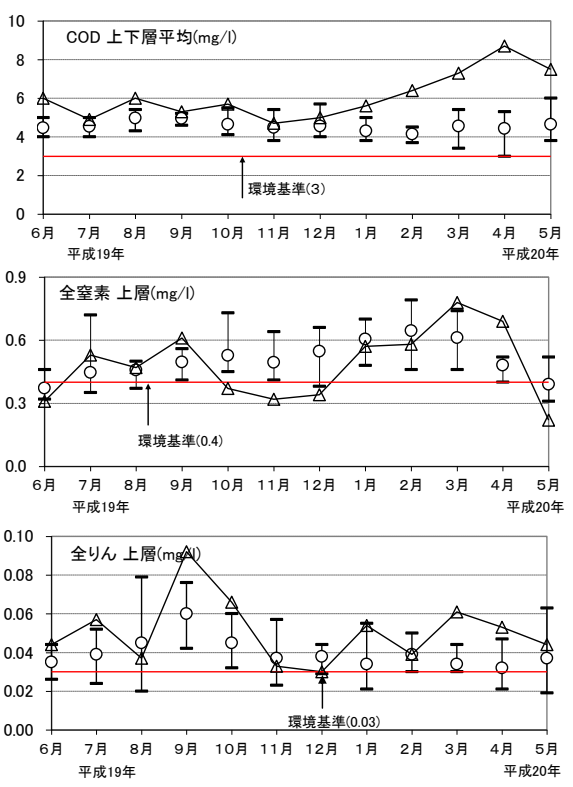 COD 上下層平均(mg/l)
10
8
6
4
2
0
環境基準(3)
6月 7月 8月 9月 10月 11月 12月 1月 2月 3月 4月 5月
平成19年 平成20年
全窒素 上層(mg/l)
0.9
0.6
0.3
0.0
環境基準(0.4)
6月 7月 8月 9月 10月 11月 12月 1月 2月 3月 4月 5月
平成19年 平成20年
全りん 上層(mg/l)
0.10
0.08
0.06
0.04
0.02
0.00
環境基準(0.03)
6月 7月 8月 9月 10月 11月 12月 1月 2月 3月 4月 5月
平成19年 平成20年